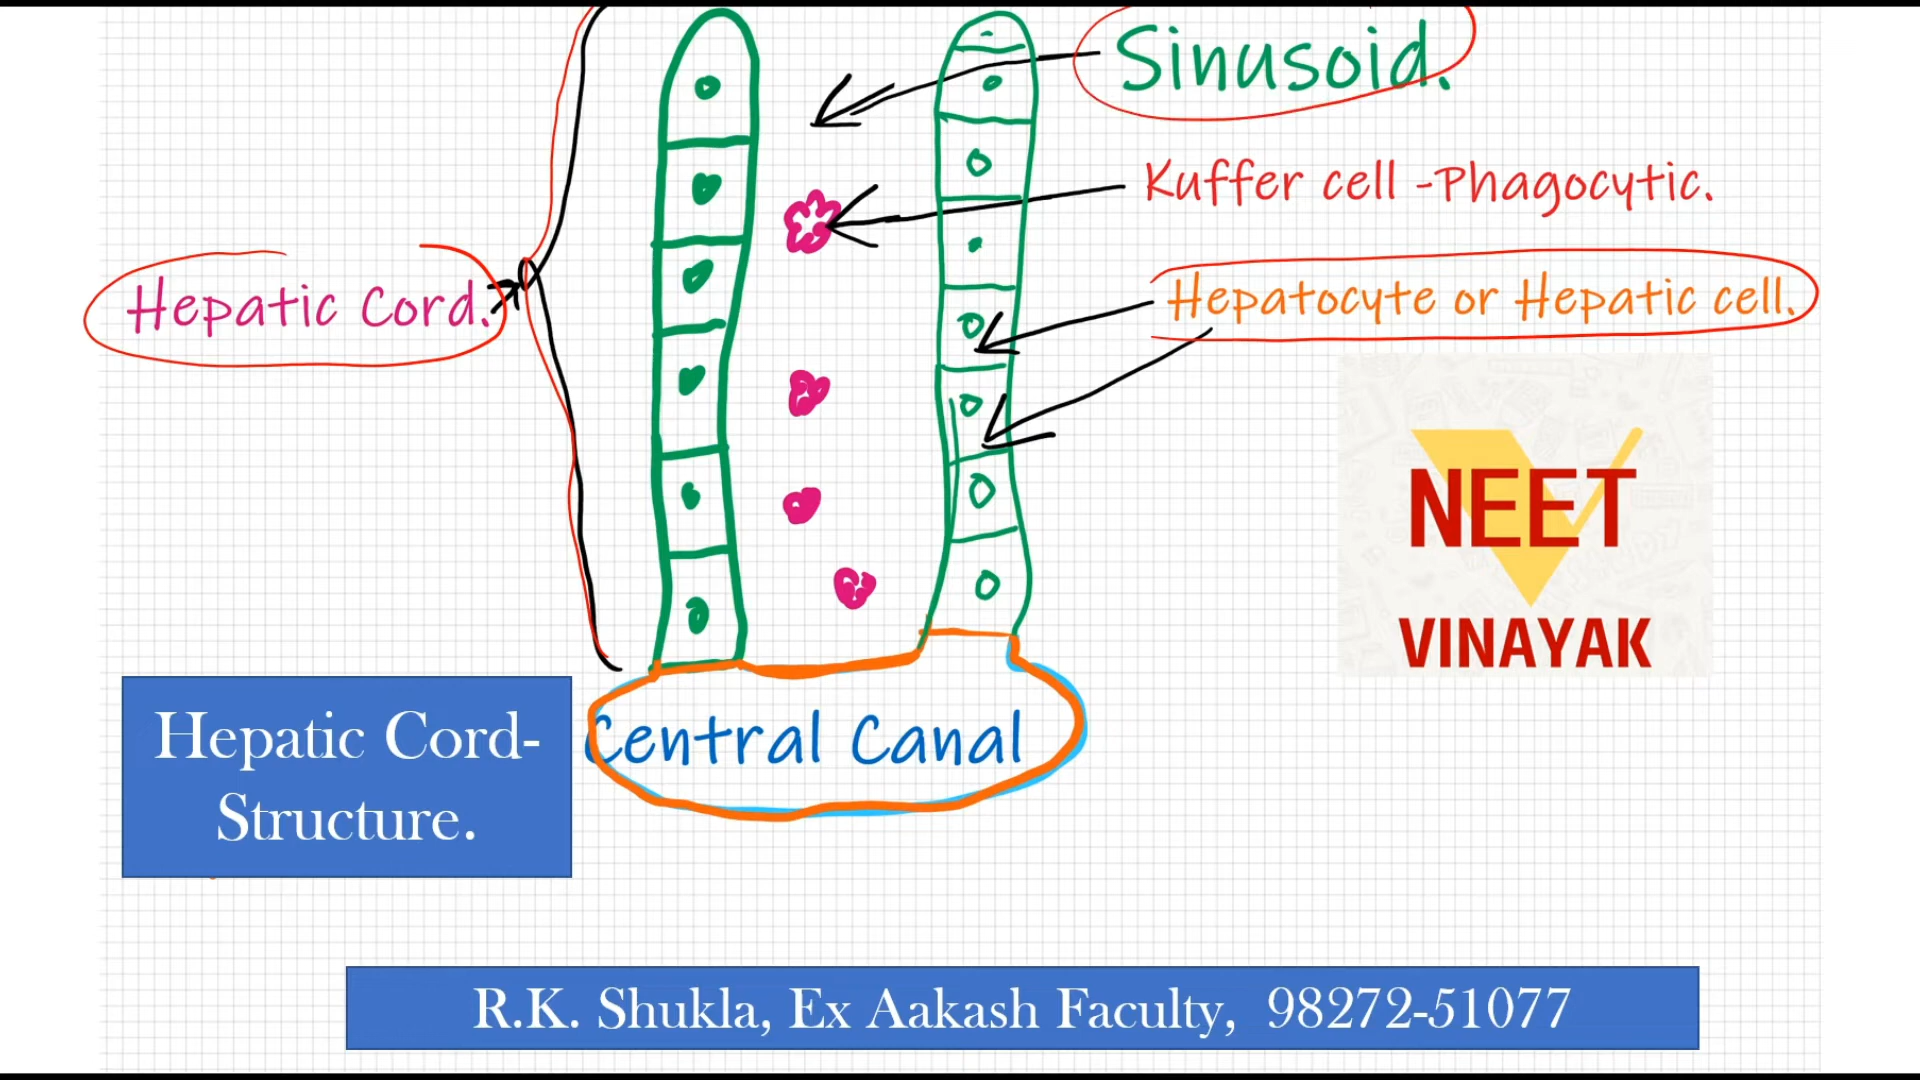 Sinusoid.
Kuffer cell -Phagocytic.
Hepatic Cord.
Hepatocyte or Hepatic cell.
NEET
VINAYAK
Central Canal
Hepatic Cord-
Structure.
R.K. Shukla, Ex Aakash Faculty, 98272-51077